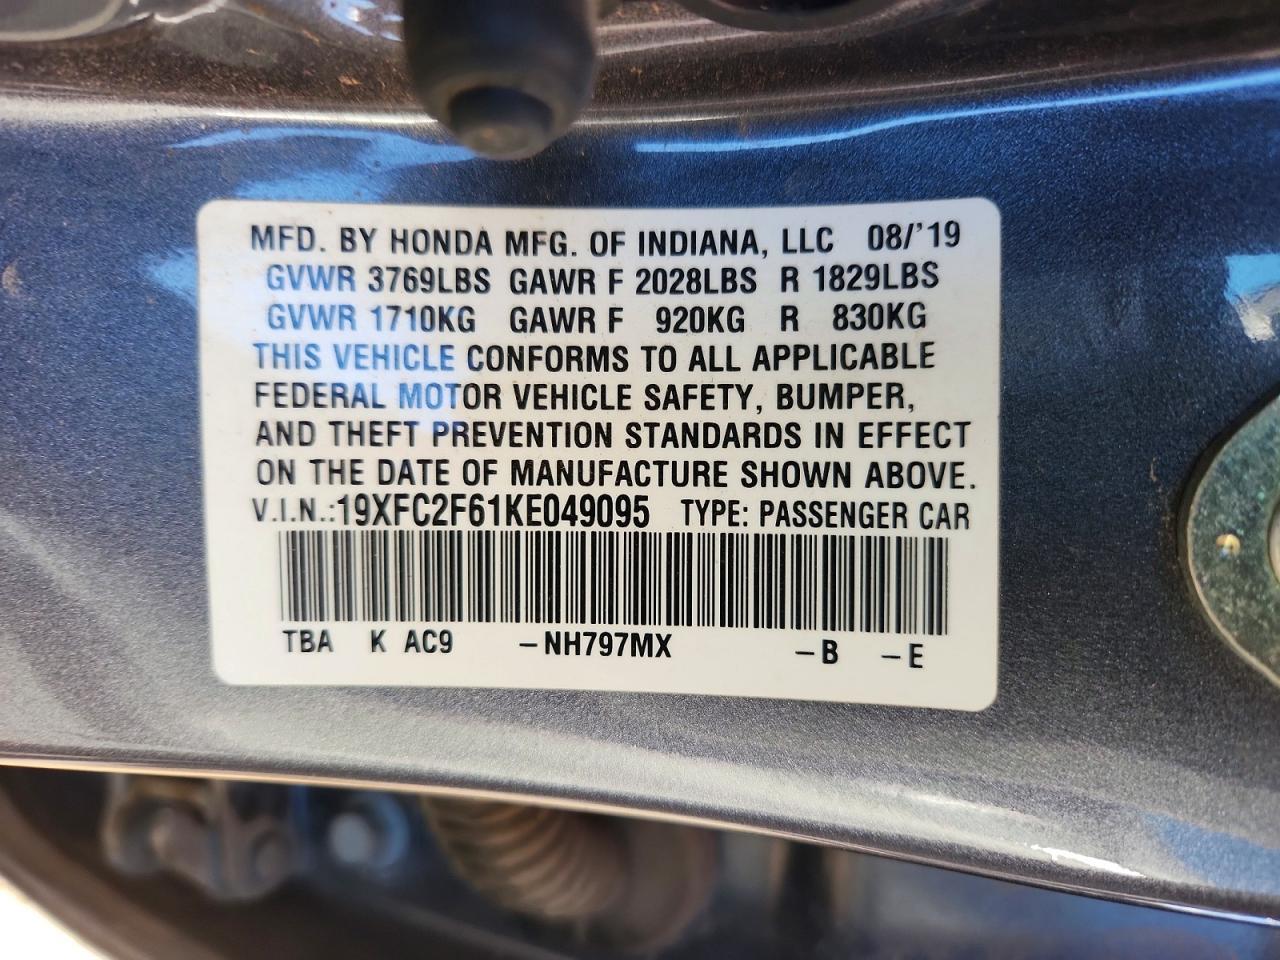 MFD. BY HONDA MFG. OF INDIANA, LLC 08/'19
GVWR 3769LBS GAWR F 2028LBS R 1829LBS
GVWR 1710KG GAWR F 920KG R 830KG
THIS VEHICLE CONFORMS TO ALL APPLICABLE
FEDERAL MOTOR VEHICLE SAFETY, BUMPER,
AND THEFT PREVENTION STANDARDS IN EFFECT
ON THE DATE OF MANUFACTURE SHOWN ABOVE.
V.I.N.:19XFC2F61KE049095 TYPE: PASSENGER CAR
TBA K AC9 -NH797MX -B -E